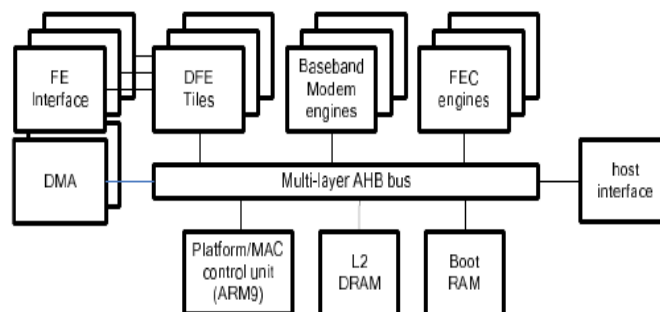 FE
Interface
DFE
Tiles
Baseband
Modem
engines
FEC
engines
DMA
Multi-layer AHB bus
host
interface
Platform/MAC
control unit
(ARM9)
L2
DRAM
Boot
RAM